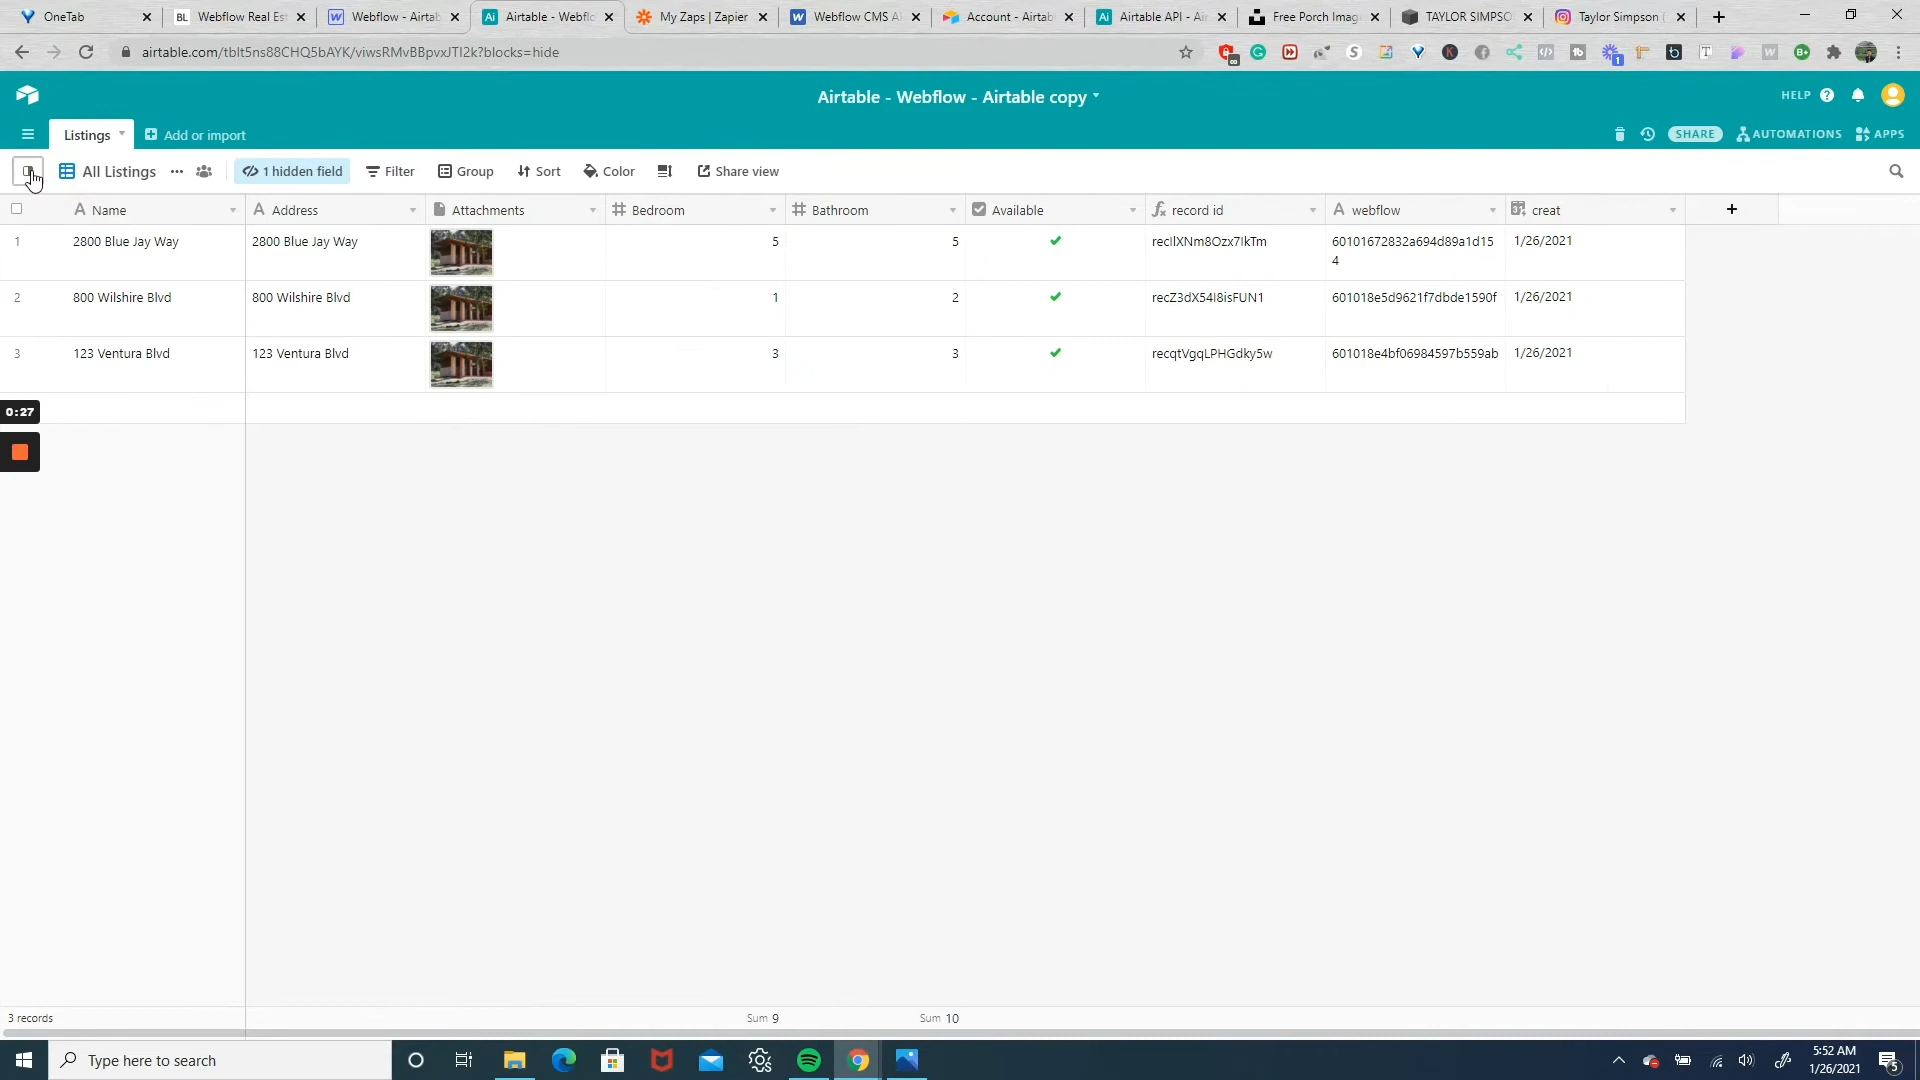 OneTab
BL Webflow Real Es
Webflow - Airtab
Ai Airtable - Webflo
My Zaps | Zapier
W Webflow CMS A
Account - Airtab
Ai Airtable API - Ai
Free Porch Imag
TAYLOR SIMPSO
Taylor Simpson (
airtable.com/tblt5ns88CHQ5bAYK/viwsRMvBBpvxJTI2k?blocks=hide
Airtable - Webflow - Airtable copy
HELP
Listings
Add or import
SHARE
AUTOMATIONS
APPS
All Listings
1 hidden field
Filter
Group
Sort
Color
Share view
Name Address Attachments Bedroom Bathroom Available record id webflow creat
1 2800 Blue Jay Way 2800 Blue Jay Way 5 5 recIlXNm8Ozx7IkTm 60101672832a694d89a1d15
4 1/26/2021
2 800 Wilshire Blvd 800 Wilshire Blvd 1 2 recZ3dX54I8isFUN1 601018e5d9621f7dbde1590f 1/26/2021
3 123 Ventura Blvd 123 Ventura Blvd 3 3 recqtVgqLPHGdky5w 601018e4bf06984597b559ab 1/26/2021
0:27
3 records Sum 9 Sum 10
Type here to search
5:52 AM
1/26/2021
5